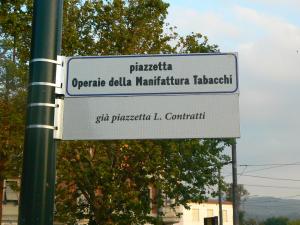 piazzetta
Operaie della Manifattura Tabacchi
già piazzetta L. Contratti